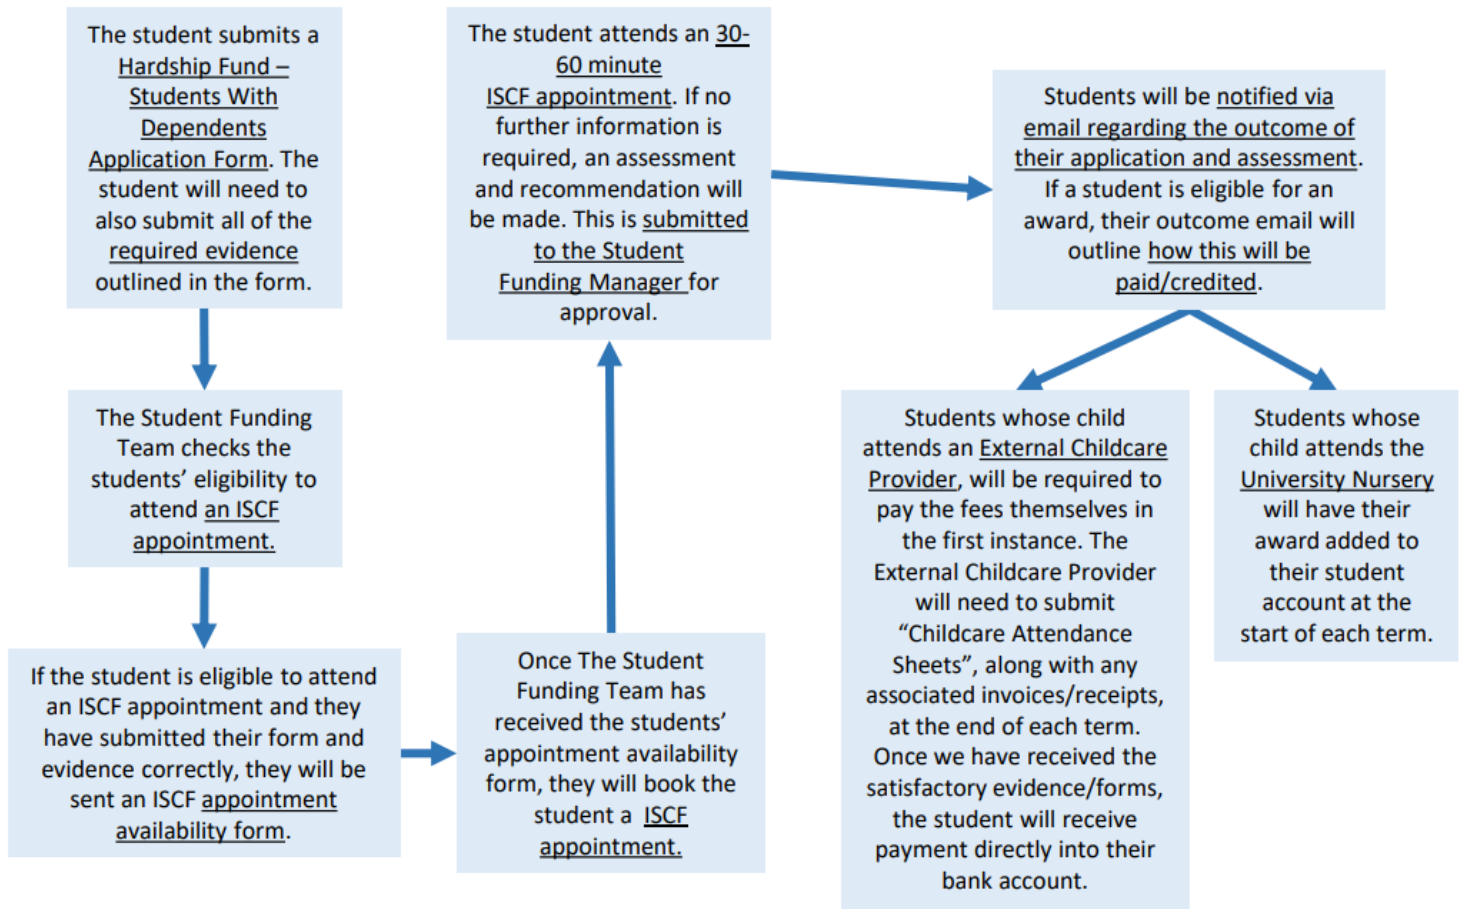 The student submits a
Hardship Fund –
Students With
Dependents
Application Form. The
student will need to
also submit all of the
required evidence
outlined in the form.
The Student Funding
Team checks the
students’ eligibility to
attend an ISCF
appointment.
If the student is eligible to attend
an ISCF appointment and they
have submitted their form and
evidence correctly, they will be
sent an ISCF appointment
availability form.
Once The Student
Funding Team has
received the students’
appointment availability
form, they will book the
student a ISCF
appointment.
The student attends an 30-
60 minute
ISCF appointment. If no
further information is
required, an assessment
and recommendation will
be made. This is submitted
to the Student
Funding Manager for
approval.
Students will be notified via
email regarding the outcome of
their application and assessment.
If a student is eligible for an
award, their outcome email will
outline how this will be
paid/credited.
Students whose child
attends an External Childcare
Provider, will be required to
pay the fees themselves in
the first instance. The
External Childcare Provider
will need to submit
“Childcare Attendance
Sheets”, along with any
associated invoices/receipts,
at the end of each term.
Once we have received the
satisfactory evidence/forms,
the student will receive
payment directly into their
bank account.
Students whose
child attends the
University Nursery
will have their
award added to
their student
account at the
start of each term.